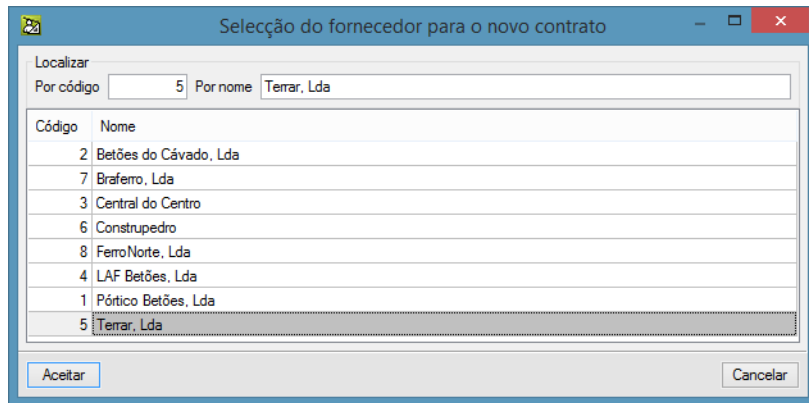 Selecção do fornecedor para o novo contrato
Localizar
Por código 5 Por nome Terrar, Lda
Código Nome
2 Betões do Cávado, Lda
7 Braferro, Lda
3 Central do Centro
6 Construpedro
8 FerroNorte, Lda
4 LAF Betões, Lda
1 Pórtico Betões, Lda
5 Terrar, Lda
Aceitar Cancelar